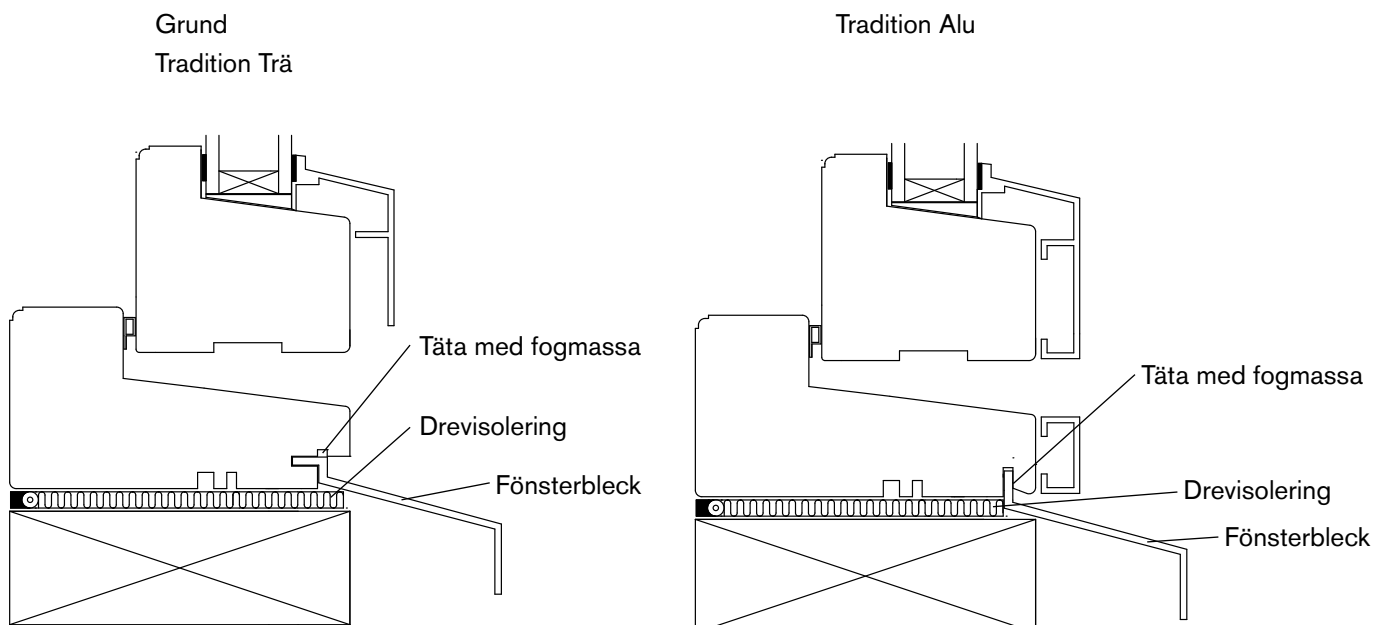 Grund
Tradition Trä
Täta med fogmassa
Drevisolering
Fönsterbleck
Tradition Alu
Täta med fogmassa
Drevisolering
Fönsterbleck